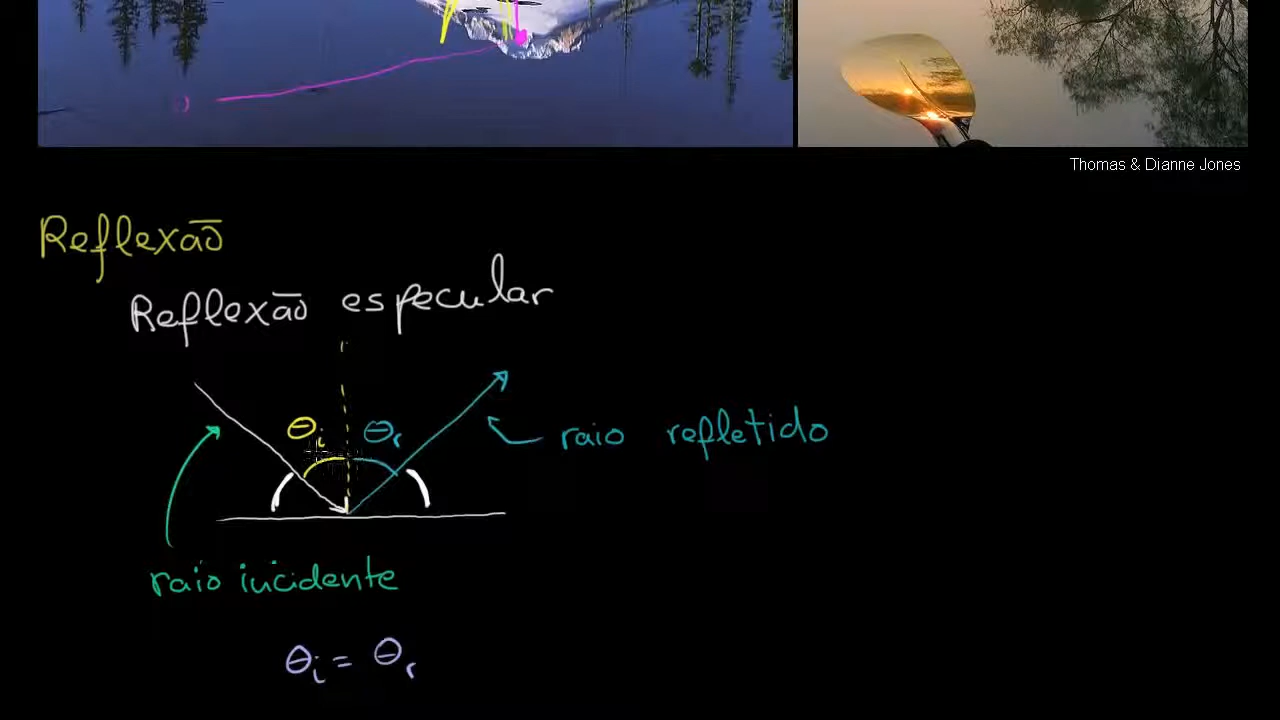 Thomas & Dianne Jones
Reflexão
Reflexão especular
θi θr
raio refletido
raio incidente
θi = θr